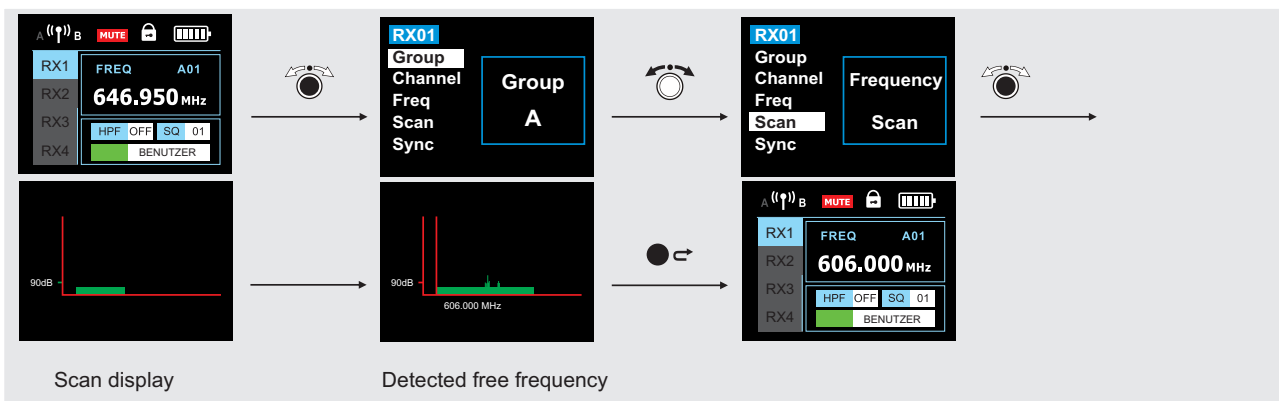 A B MUTE
RX1
RX2
RX3
RX4
FREQ A01
646.950 MHz
HPF OFF SQ 01
BENUTZER
RX01
Group
Channel
Freq
Scan
Sync
Group
A
RX01
Group
Channel
Freq
Scan
Sync
Frequency
Scan
90dB
90dB
606.000 MHz
A B MUTE
RX1
RX2
RX3
RX4
FREQ A01
606.000 MHz
HPF OFF SQ 01
BENUTZER
Scan display
Detected free frequency